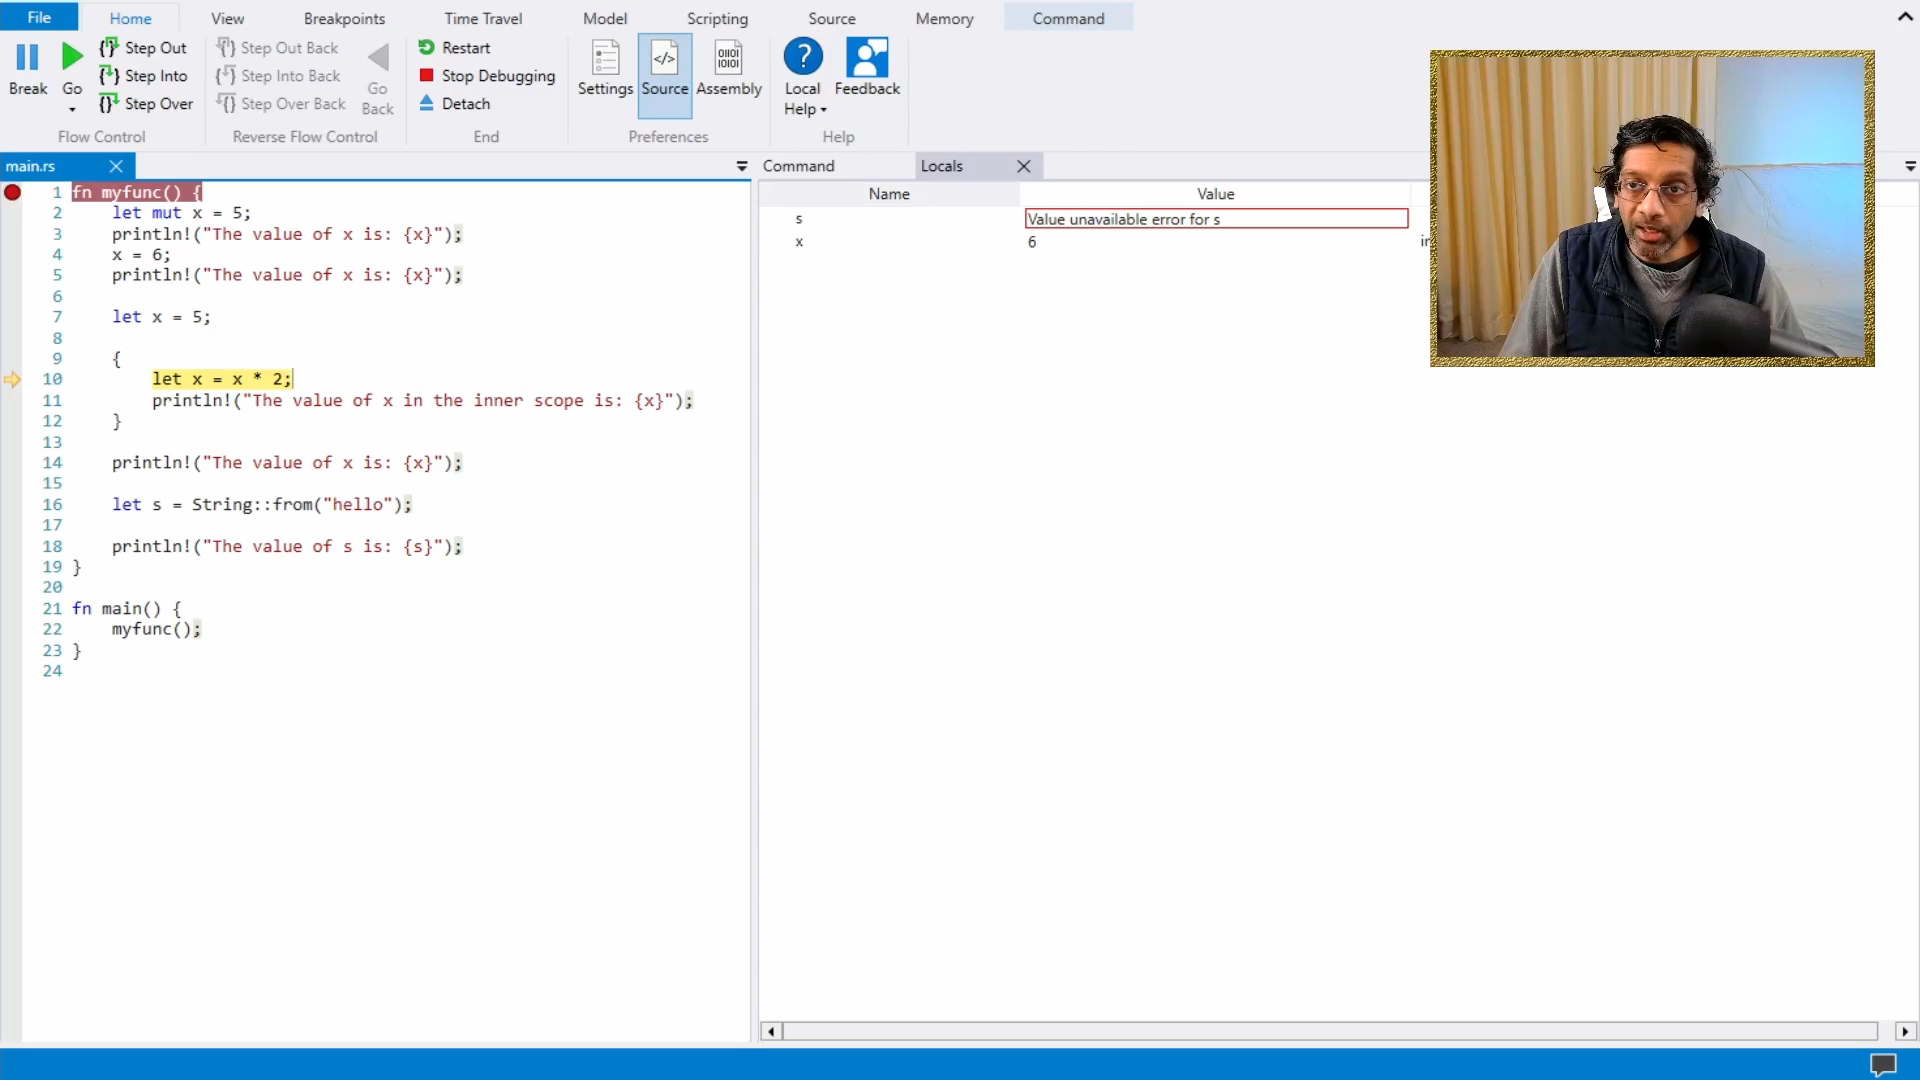 File Home View Breakpoints Time Travel Model Scripting Source Memory Command
Break
Go
Step Out
Step Into
Step Over
Flow Control
Step Out Back
Step Into Back
Step Over Back
Go
Back
Reverse Flow Control
Restart
Stop Debugging
Detach
End
Settings
Source
</>
Assembly
0101
1010
Preferences
?
Local
Help
Feedback
Help
main.rs
1 fn myfunc() {
2     let mut x = 5;
3     println!("The value of x is: {x}");
4     x = 6;
5     println!("The value of x is: {x}");
6
7     let x = 5;
8
9     {
10         let x = x * 2;
11         println!("The value of x in the inner scope is: {x}");
12     }
13
14     println!("The value of x is: {x}");
15
16     let s = String::from("hello");
17
18     println!("The value of s is: {s}");
19 }
20
21 fn main() {
22     myfunc();
23 }
24
Command Locals
Name Value
s Value unavailable error for s
x 6